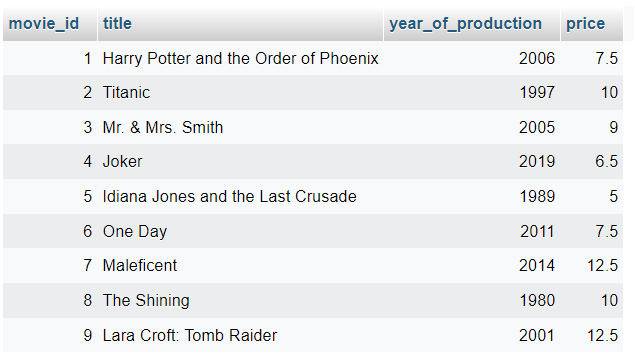 movie_id title year_of_production price
1 Harry Potter and the Order of Phoenix 2006 7.5
2 Titanic 1997 10
3 Mr. & Mrs. Smith 2005 9
4 Joker 2019 6.5
5 Idiana Jones and the Last Crusade 1989 5
6 One Day 2011 7.5
7 Maleficent 2014 12.5
8 The Shining 1980 10
9 Lara Croft: Tomb Raider 2001 12.5